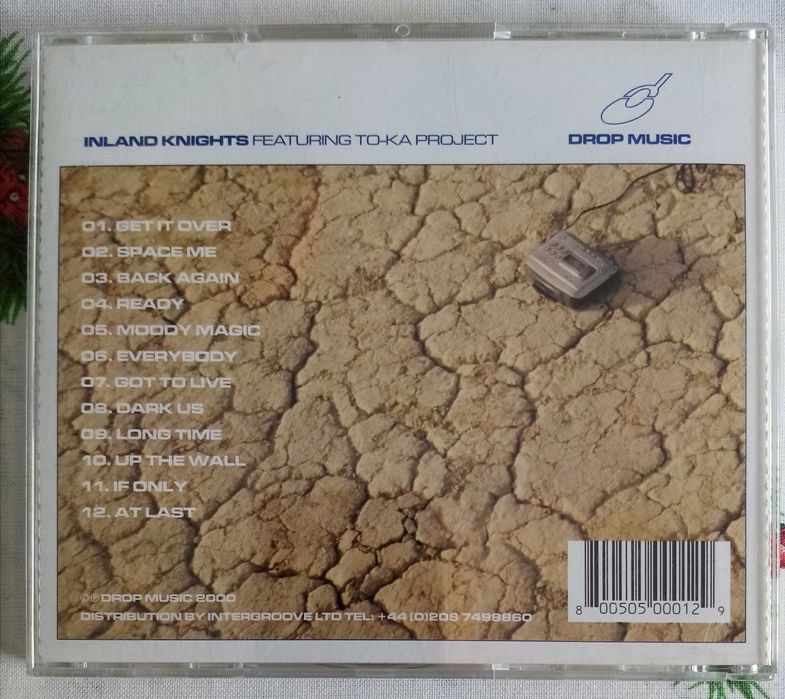 INLAND KNIGHTS FEATURING TO-KA PROJECT
DROP MUSIC
01. GET IT OVER
02. SPACE ME
03. BACK AGAIN
04. READY
05. MOODY MAGIC
06. EVERYBODY
07. GOT TO LIVE
08. DARK US
09. LONG TIME
10. UP THE WALL
11. IF ONLY
12. AT LAST
©℗DROP MUSIC 2000
DISTRIBUTION BY INTERGROOVE LTD TEL: +44 (0)208 7498860
8 00505 00012 9